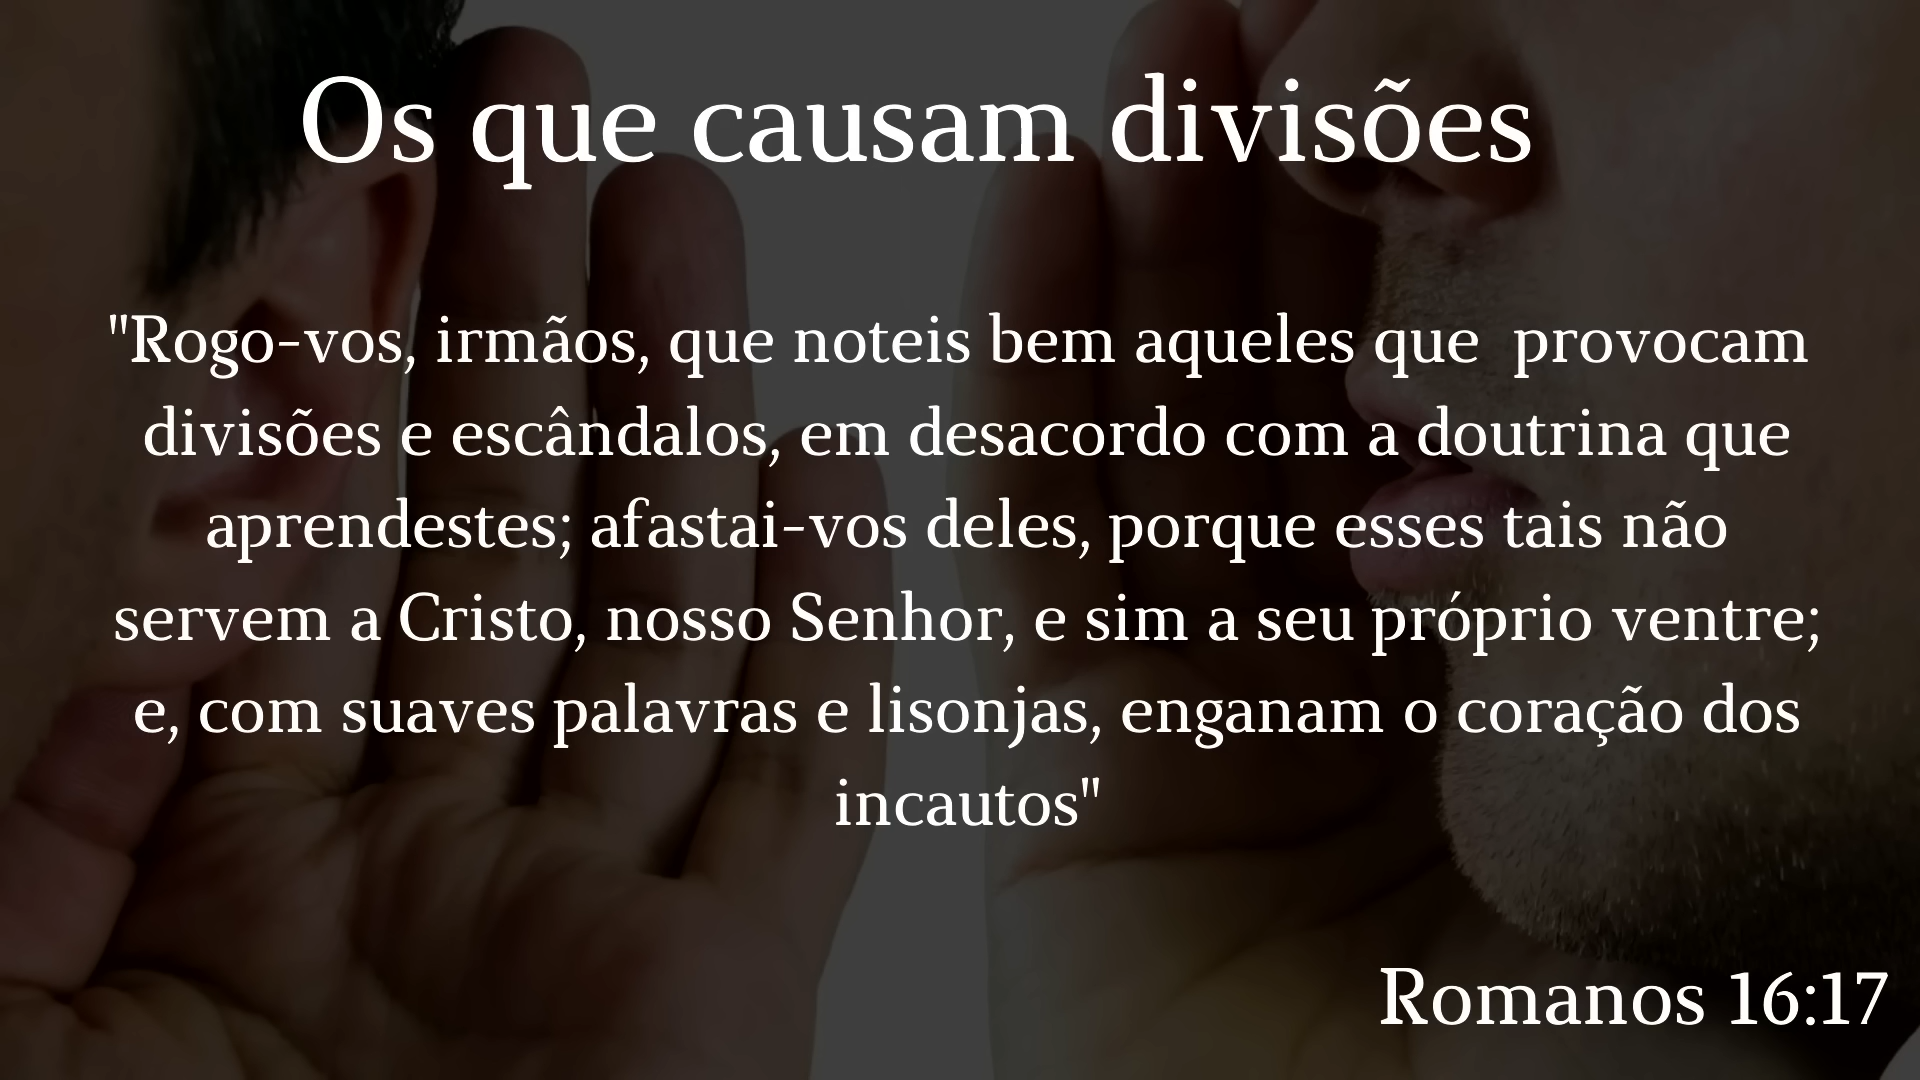 Os que causam divisões
"Rogo-vos, irmãos, que noteis bem aqueles que  provocam
divisões e escândalos, em desacordo com a doutrina que
aprendestes; afastai-vos deles, porque esses tais não
servem a Cristo, nosso Senhor, e sim a seu próprio ventre;
e, com suaves palavras e lisonjas, enganam o coração dos
incautos"
Romanos 16:17